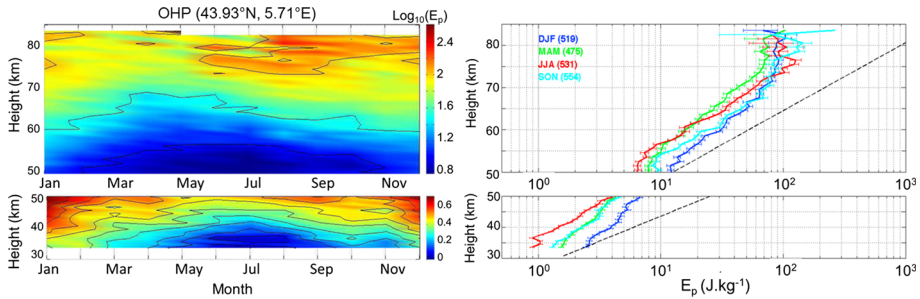 OHP (43.93°N, 5.71°E)
Log10(Ep)
Height (km)
80
70
60
50
Jan Mar May Jul Sep Nov
2.4
2
1.6
1.2
0.8
Height (km)
50
40
30
Jan Mar May Jul Sep Nov
Month
0.6
0.4
0.2
0
DJF (519)
MAM (475)
JJA (531)
SON (554)
Height (km)
80
70
60
50
10^0 10^1 10^2 10^3
Height (km)
50
40
30
10^0 10^1 10^2 10^3
Ep (J.kg-1)